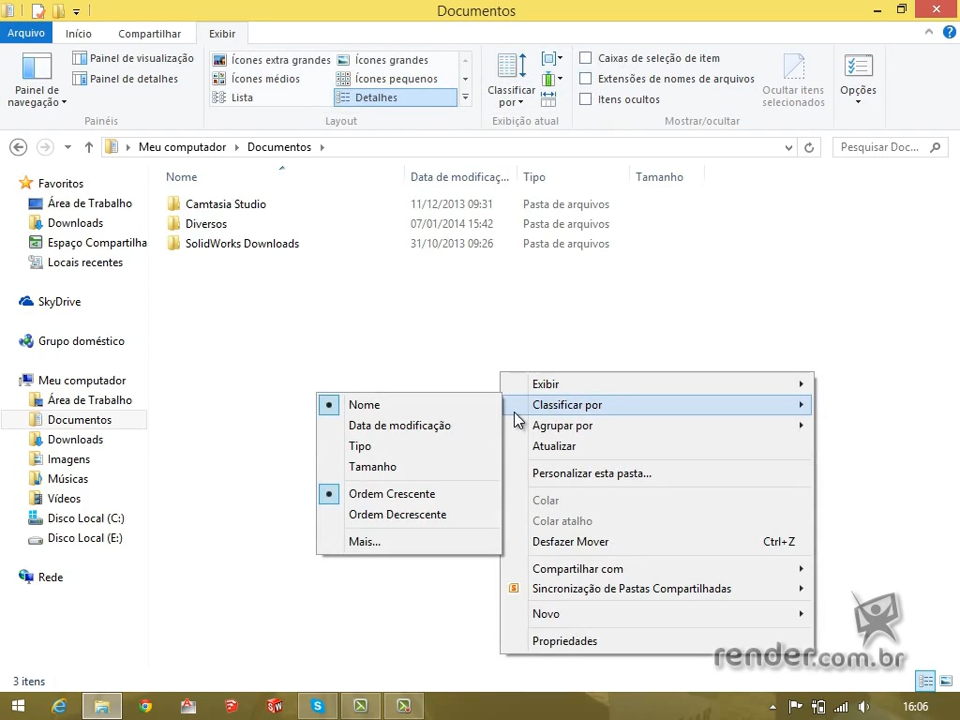 Documentos
Arquivo
Início
Compartilhar
Exibir
Painel de navegação
Painel de visualização
Painel de detalhes
Painéis
Ícones extra grandes
Ícones grandes
Ícones médios
Ícones pequenos
Lista
Detalhes
Layout
Classificar por
Exibição atual
Caixas de seleção de item
Extensões de nomes de arquivos
Itens ocultos
Ocultar itens selecionados
Mostrar/ocultar
Opções
Meu computador
Documentos
Pesquisar Doc...
Nome
Data de modificaç...
Tipo
Tamanho
Camtasia Studio
11/12/2013 09:31
Pasta de arquivos
Diversos
07/01/2014 15:42
Pasta de arquivos
SolidWorks Downloads
31/10/2013 09:26
Pasta de arquivos
Favoritos
Área de Trabalho
Downloads
Espaço Compartilha
Locais recentes
SkyDrive
Grupo doméstico
Meu computador
Área de Trabalho
Documentos
Downloads
Imagens
Músicas
Vídeos
Disco Local (C:)
Disco Local (E:)
Rede
Nome
Data de modificação
Tipo
Tamanho
Ordem Crescente
Ordem Decrescente
Mais...
Exibir
Classificar por
Agrupar por
Atualizar
Personalizar esta pasta...
Colar
Colar atalho
Desfazer Mover Ctrl+Z
Compartilhar com
Sincronização de Pastas Compartilhadas
Novo
Propriedades
render.com.br
3 itens
16:06